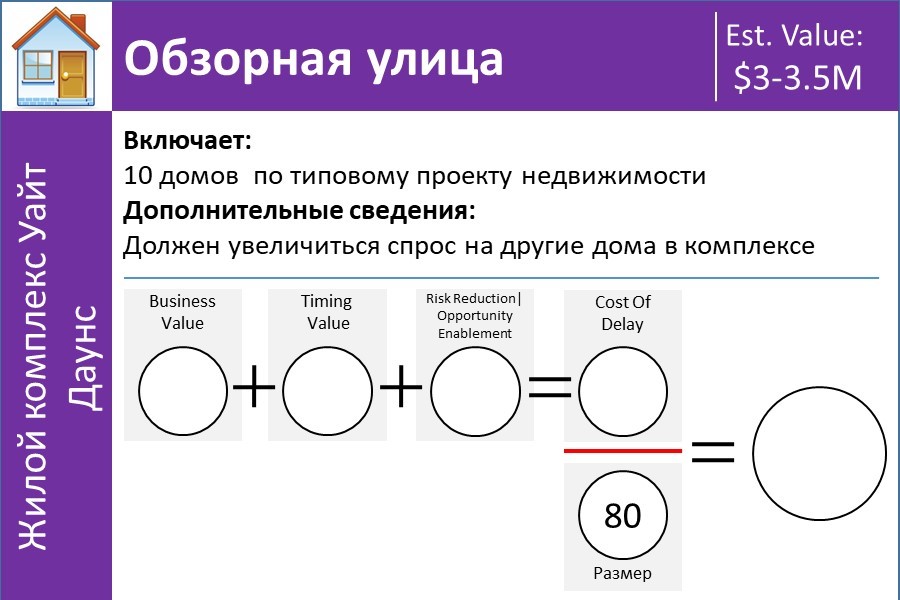 Обзорная улица
Est. Value:
$3-3.5M
Жилой комплекс Уайт
Даунс
Включает:
10 домов по типовому проекту недвижимости
Дополнительные сведения:
Должен увеличиться спрос на другие дома в комплексе
Business
Value
+
Timing
Value
+
Risk Reduction|
Opportunity
Enablement
=
Cost Of
Delay
=
80
Размер